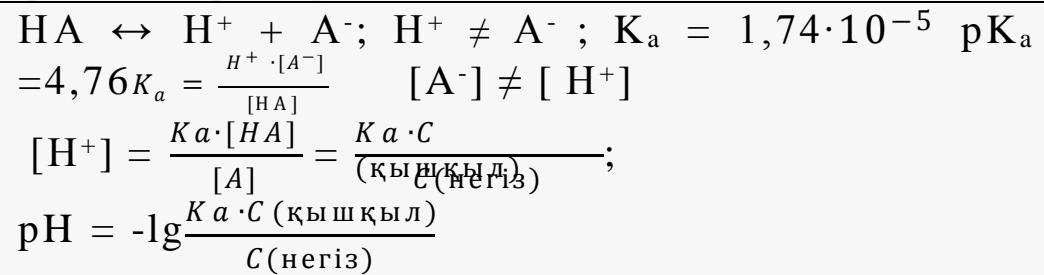 HA ↔ H⁺ + A⁻; H⁺ ≠ A⁻ ; Kₐ = 1,74·10⁻⁵ pKₐ
=4,76 Kₐ = H⁺ ·[A⁻] / [HA] [A⁻] ≠ [ H⁺]
[H⁺] = Ka·[HA] / [A] = Ka·C (қышқыл) / C(негіз) ;
pH = -lg Ka·C (қышқыл) / C(негіз)